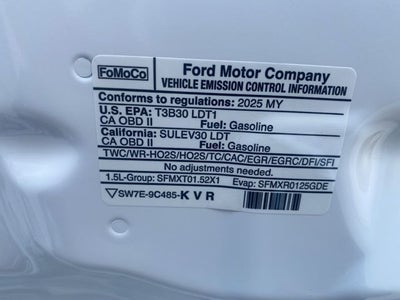 FoMoCo
Ford Motor Company
VEHICLE EMISSION CONTROL INFORMATION
Conforms to regulations: 2025 MY
U.S. EPA: T3B30 LDT1
CA OBD II Fuel: Gasoline
California: SULEV30 LDT
CA OBD II Fuel: Gasoline
TWC/WR-HO2S/HO2S/TC/CAC/EGR/EGRC/DFI/SFI
No adjustments needed.
1.5L-Group: SFMXT01.52X1 Evap: SFMXR0125GDE
SW7E-9C485-K V R